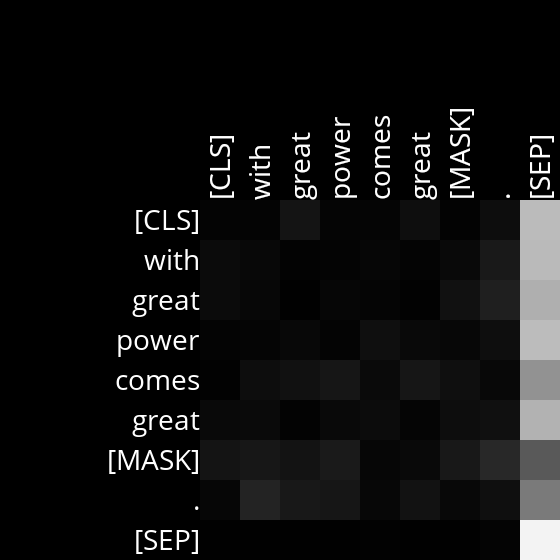 [CLS] with great power comes great [MASK] . [SEP]
[CLS]
with
great
power
comes
great
[MASK]
.
[SEP]